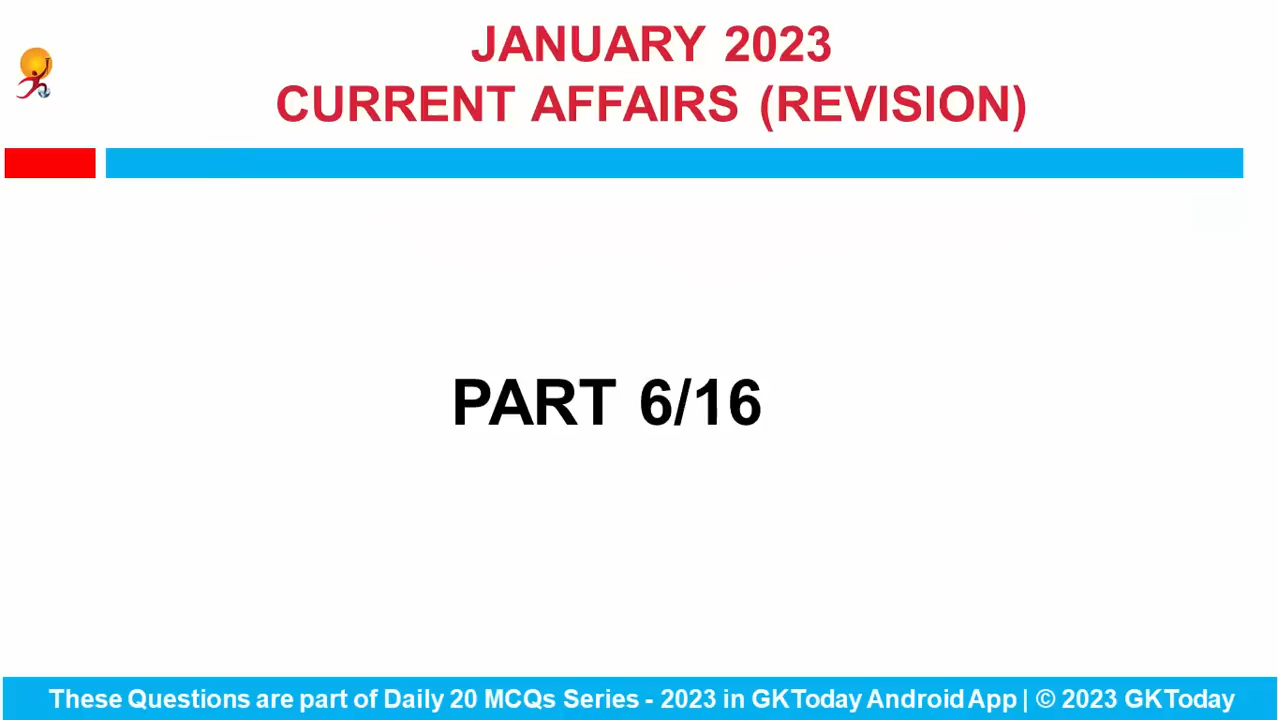 JANUARY 2023
CURRENT AFFAIRS (REVISION)
PART 6/16
These Questions are part of Daily 20 MCQs Series - 2023 in GKToday Android App | © 2023 GKToday